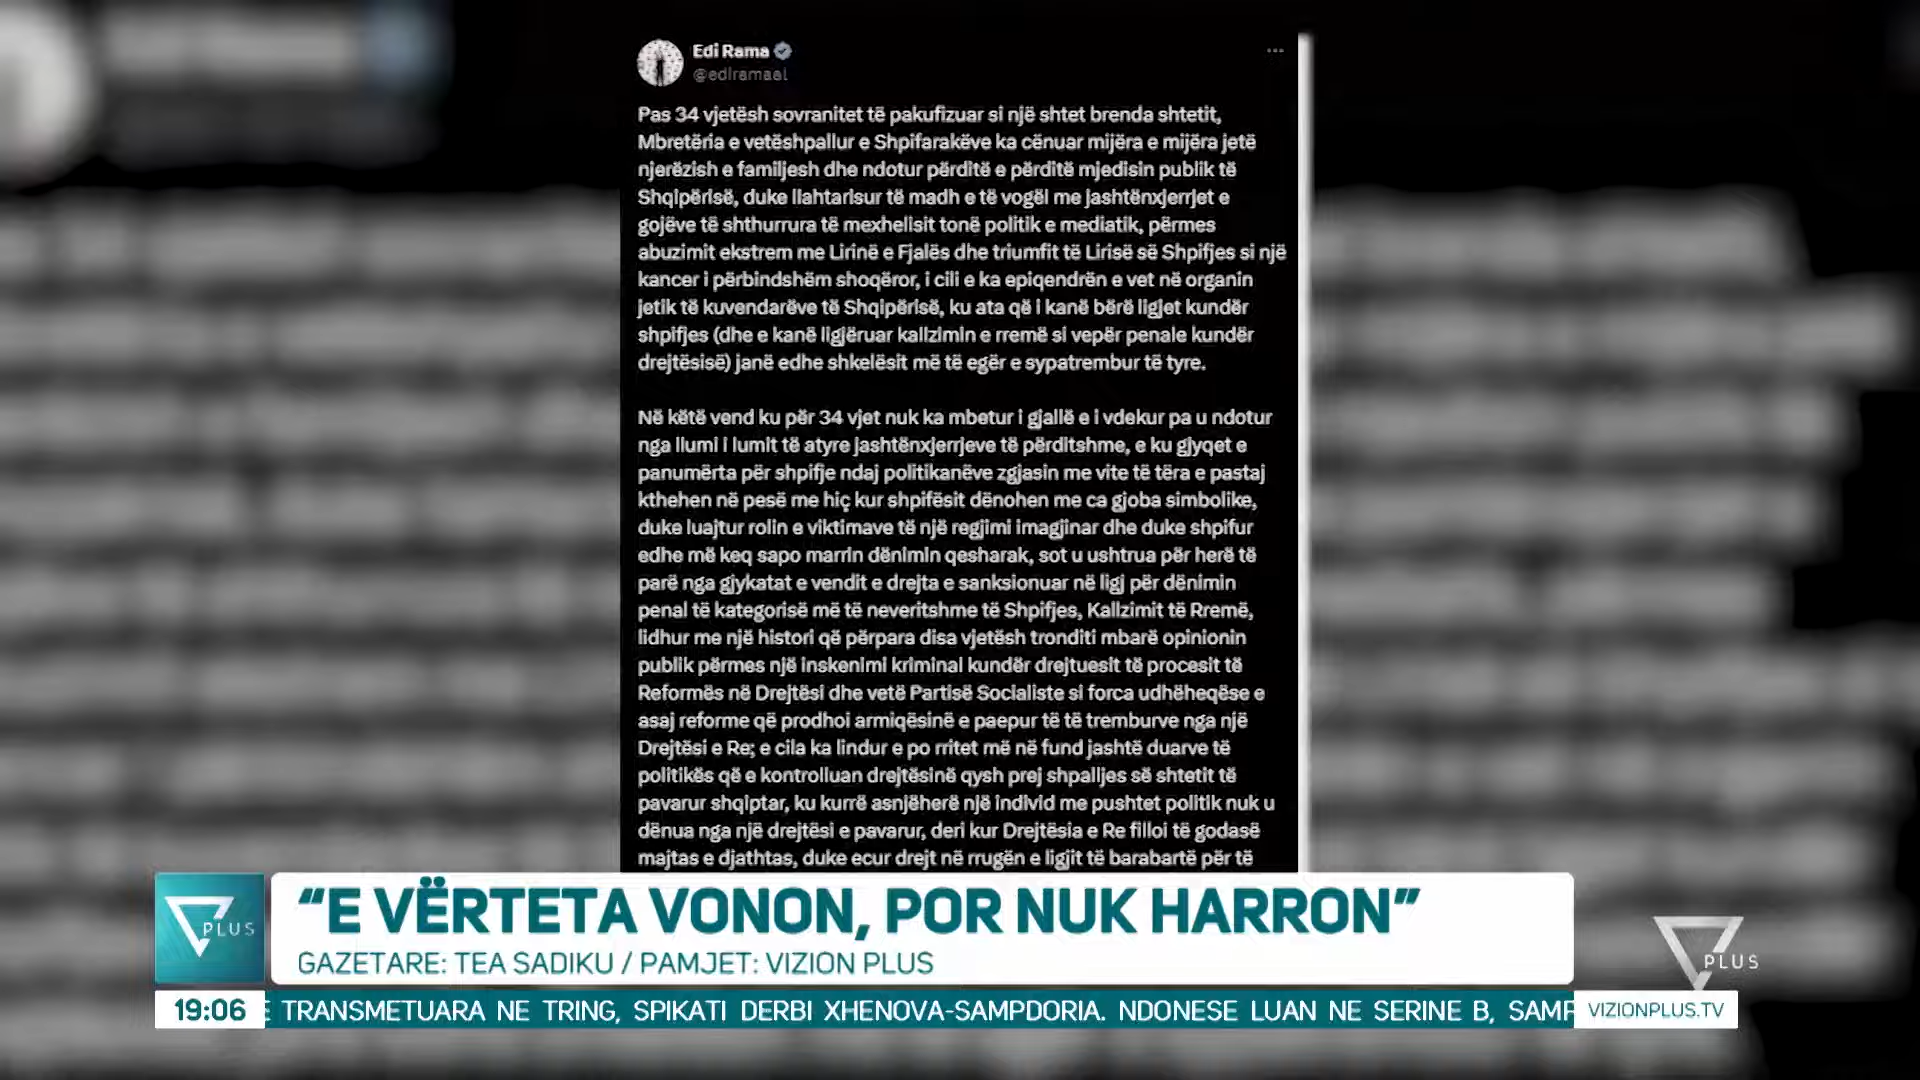 Edi Rama
@ediramaal
Pas 34 vjetësh sovranitet të pakufizuar si një shtet brenda shtetit,
Mbretëria e vetëshpallur e Shpifarakëve ka cënuar mijëra e mijëra jetë
njerëzish e familjesh dhe ndotur përditë e përditë mjedisin publik të
Shqipërisë, duke llahtarisur të madh e të vogël me jashtënxjerrjet e
gojëve të shthurrura të mexhelisit tonë politik e mediatik, përmes
abuzimit ekstrem me Lirinë e Fjalës dhe triumfit të Lirisë së Shpifjes si një
kancer i përbindshëm shoqëror, i cili e ka epiqendrën e vet në organin
jetik të kuvendarëve të Shqipërisë, ku ata që i kanë bërë ligjet kundër
shpifjes (dhe e kanë ligjëruar kallzimin e rremë si vepër penale kundër
drejtësisë) janë edhe shkelësit më të egër e sypatrembur të tyre.
Në këtë vend ku për 34 vjet nuk ka mbetur i gjallë e i vdekur pa u ndotur
nga llumi i lumit të atyre jashtënxjerrjeve të përditshme, e ku gjyqet e
panumërta për shpifje ndaj politikanëve zgjasin me vite të tëra e pastaj
kthehen në pesë me hiç kur shpifësit dënohen me ca gjoba simbolike,
duke luajtur rolin e viktimave të një regjimi imagjinar dhe duke shpifur
edhe më keq sapo marrin dënimin qesharak, sot u ushtrua për herë të
parë nga gjykatat e vendit e drejta e sanksionuar në ligj për dënimin
penal të kategorisë më të neveritshme të Shpifjes, Kallzimit të Rremë,
lidhur me një histori që përpara disa vjetësh tronditi mbarë opinionin
publik përmes një inskenimi kriminal kundër drejtuesit të procesit të
Reformës në Drejtësi dhe vetë Partisë Socialiste si forca udhëheqëse e
asaj reforme që prodhoi armiqësinë e paepur të të tremburve nga një
Drejtësi e Re; e cila ka lindur e po rritet më në fund jashtë duarve të
politikës që e kontrolluan drejtësinë qysh prej shpalljes së shtetit të
pavarur shqiptar, ku kurrë asnjëherë një individ me pushtet politik nuk u
dënua nga një drejtësi e pavarur, deri kur Drejtësia e Re filloi të godasë
majtas e djathtas, duke ecur drejt në rrugën e ligjit të barabartë për të
PLUS
“E VËRTETA VONON, POR NUK HARRON”
GAZETARE: TEA SADIKU / PAMJET: VIZION PLUS
PLUS
19:06
E TRANSMETUARA NE TRING, SPIKATI DERBI XHENOVA-SAMPDORIA. NDONESE LUAN NE SERINE B, SAMP
VIZIONPLUS.TV